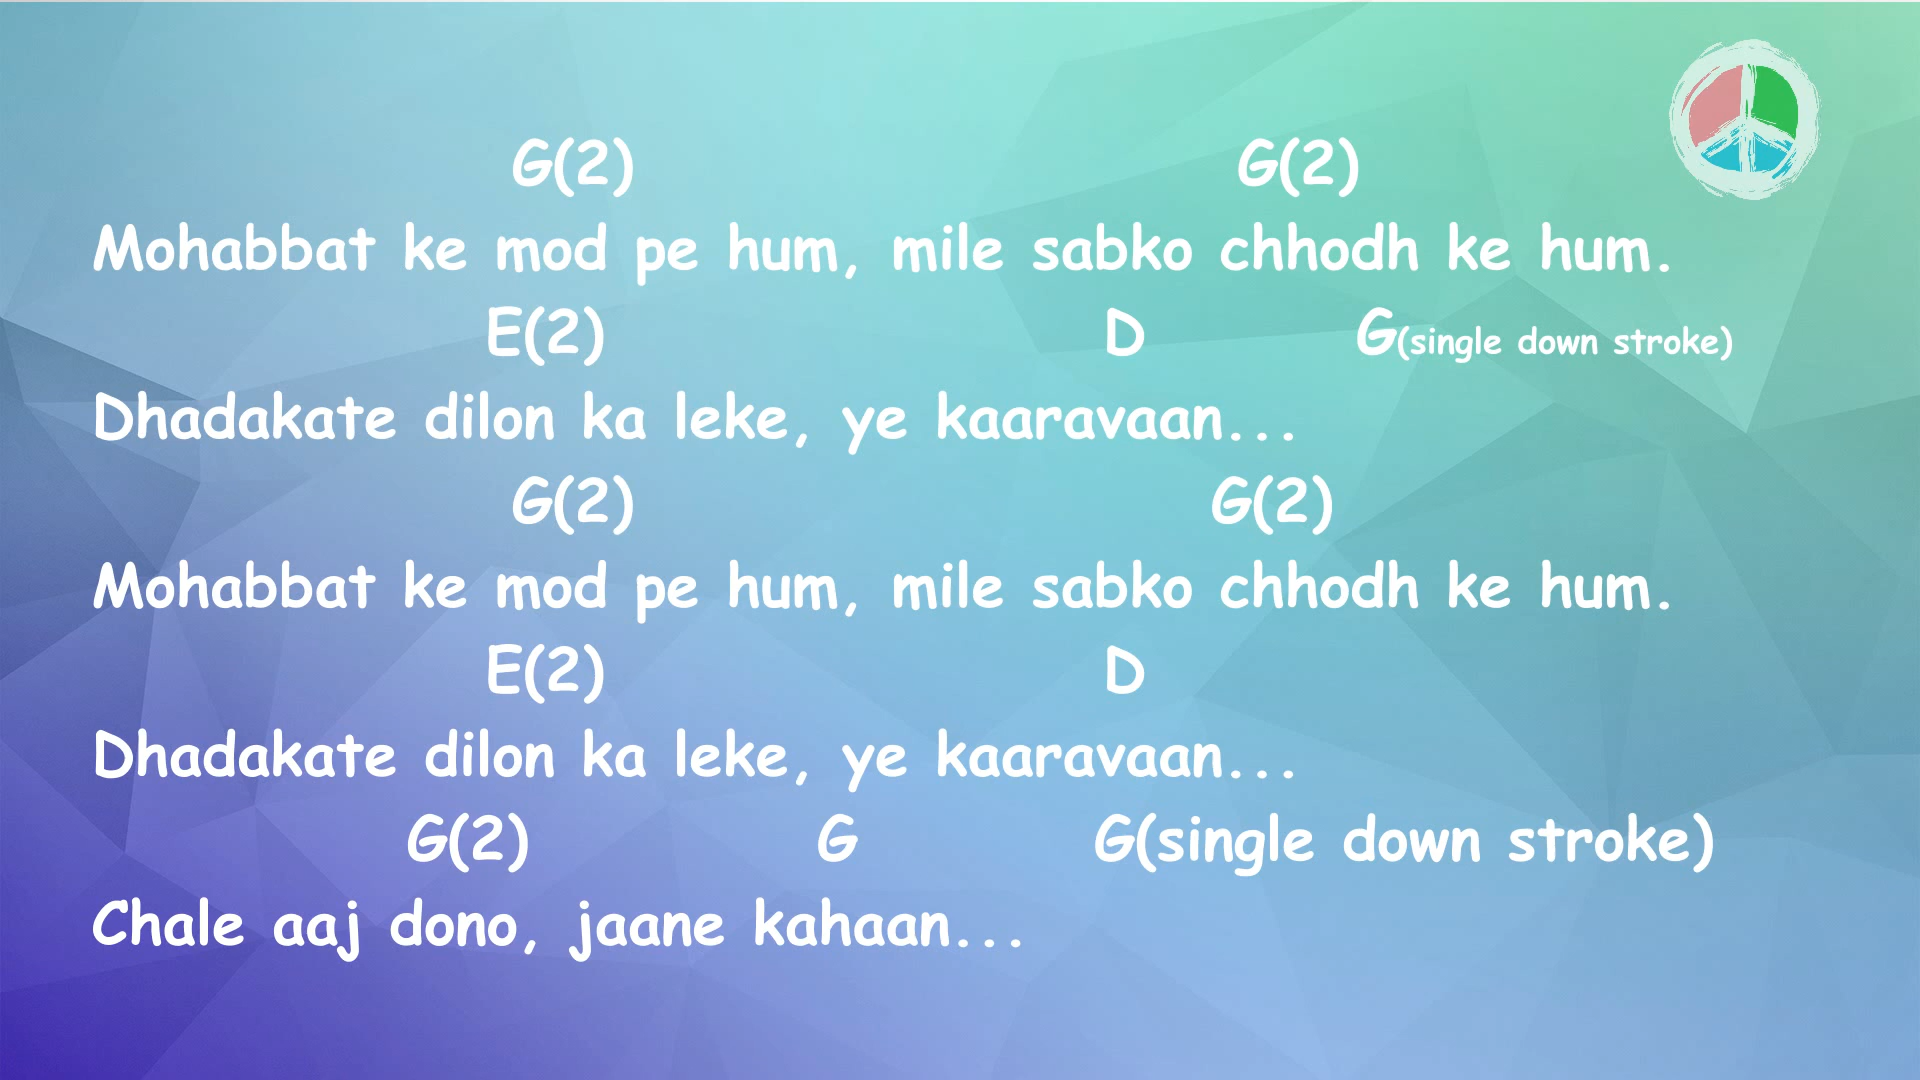 G(2) G(2)
Mohabbat ke mod pe hum, mile sabko chhodh ke hum.
E(2) D G(single down stroke)
Dhadakate dilon ka leke, ye kaaravaan...
G(2) G(2)
Mohabbat ke mod pe hum, mile sabko chhodh ke hum.
E(2) D
Dhadakate dilon ka leke, ye kaaravaan...
G(2) G G(single down stroke)
Chale aaj dono, jaane kahaan...